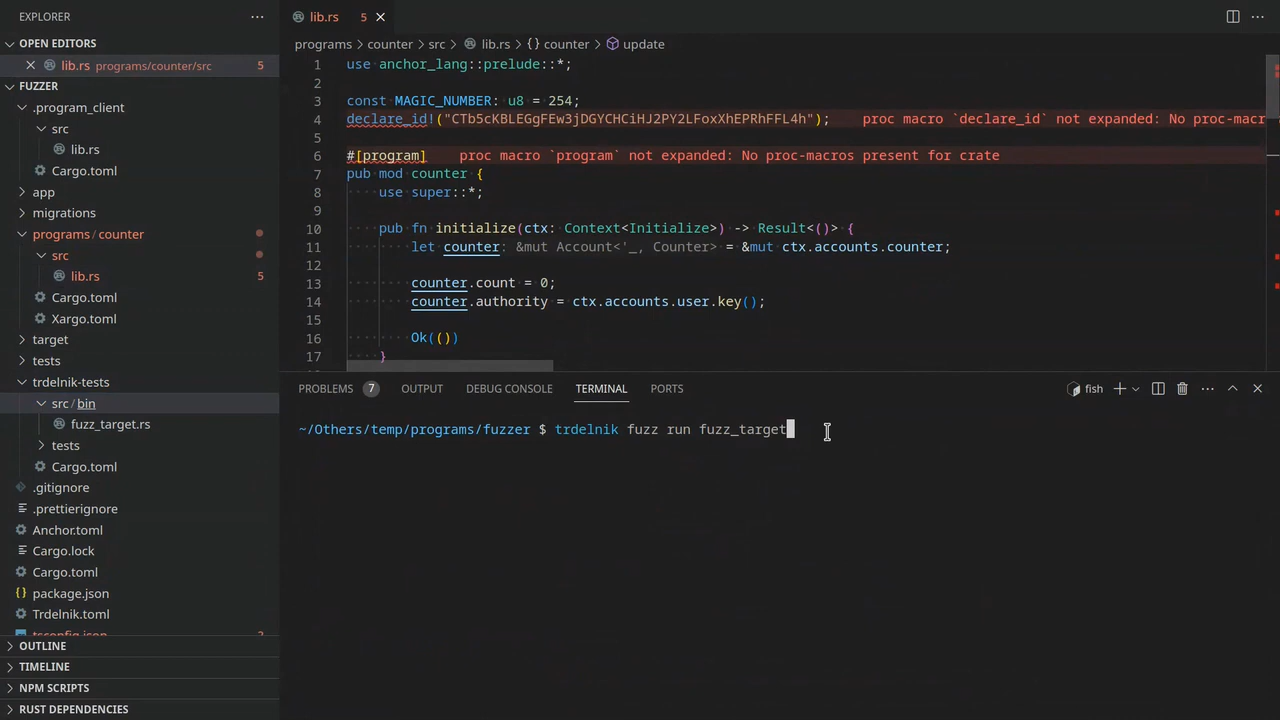 EXPLORER
OPEN EDITORS
lib.rs programs/counter/src 5
FUZZER
.program_client
src
lib.rs
Cargo.toml
app
migrations
programs / counter
src
lib.rs 5
Cargo.toml
Xargo.toml
target
tests
trdelnik-tests
src / bin
fuzz_target.rs
tests
Cargo.toml
.gitignore
.prettierignore
Anchor.toml
Cargo.lock
Cargo.toml
package.json
Trdelnik.toml
tsconfig.json 2
OUTLINE
TIMELINE
NPM SCRIPTS
RUST DEPENDENCIES
lib.rs 5
programs > counter > src > lib.rs > {} counter > update
1 use anchor_lang::prelude::*;
2
3 const MAGIC_NUMBER: u8 = 254;
4 declare_id!("CTb5cKBLEGgFEw3jDGYCHCiHJ2PY2LFoxXhEPRhFFL4h"); proc macro `declare_id` not expanded: No proc-macr
5
6 #[program] proc macro `program` not expanded: No proc-macros present for crate
7 pub mod counter {
8 use super::*;
9
10 pub fn initialize(ctx: Context<Initialize>) -> Result<()> {
11 let counter: &mut Account<'_, Counter> = &mut ctx.accounts.counter;
12
13 counter.count = 0;
14 counter.authority = ctx.accounts.user.key();
15
16 Ok(())
17 }
PROBLEMS 7 OUTPUT DEBUG CONSOLE TERMINAL PORTS fish
~/Others/temp/programs/fuzzer $ trdelnik fuzz run fuzz_target